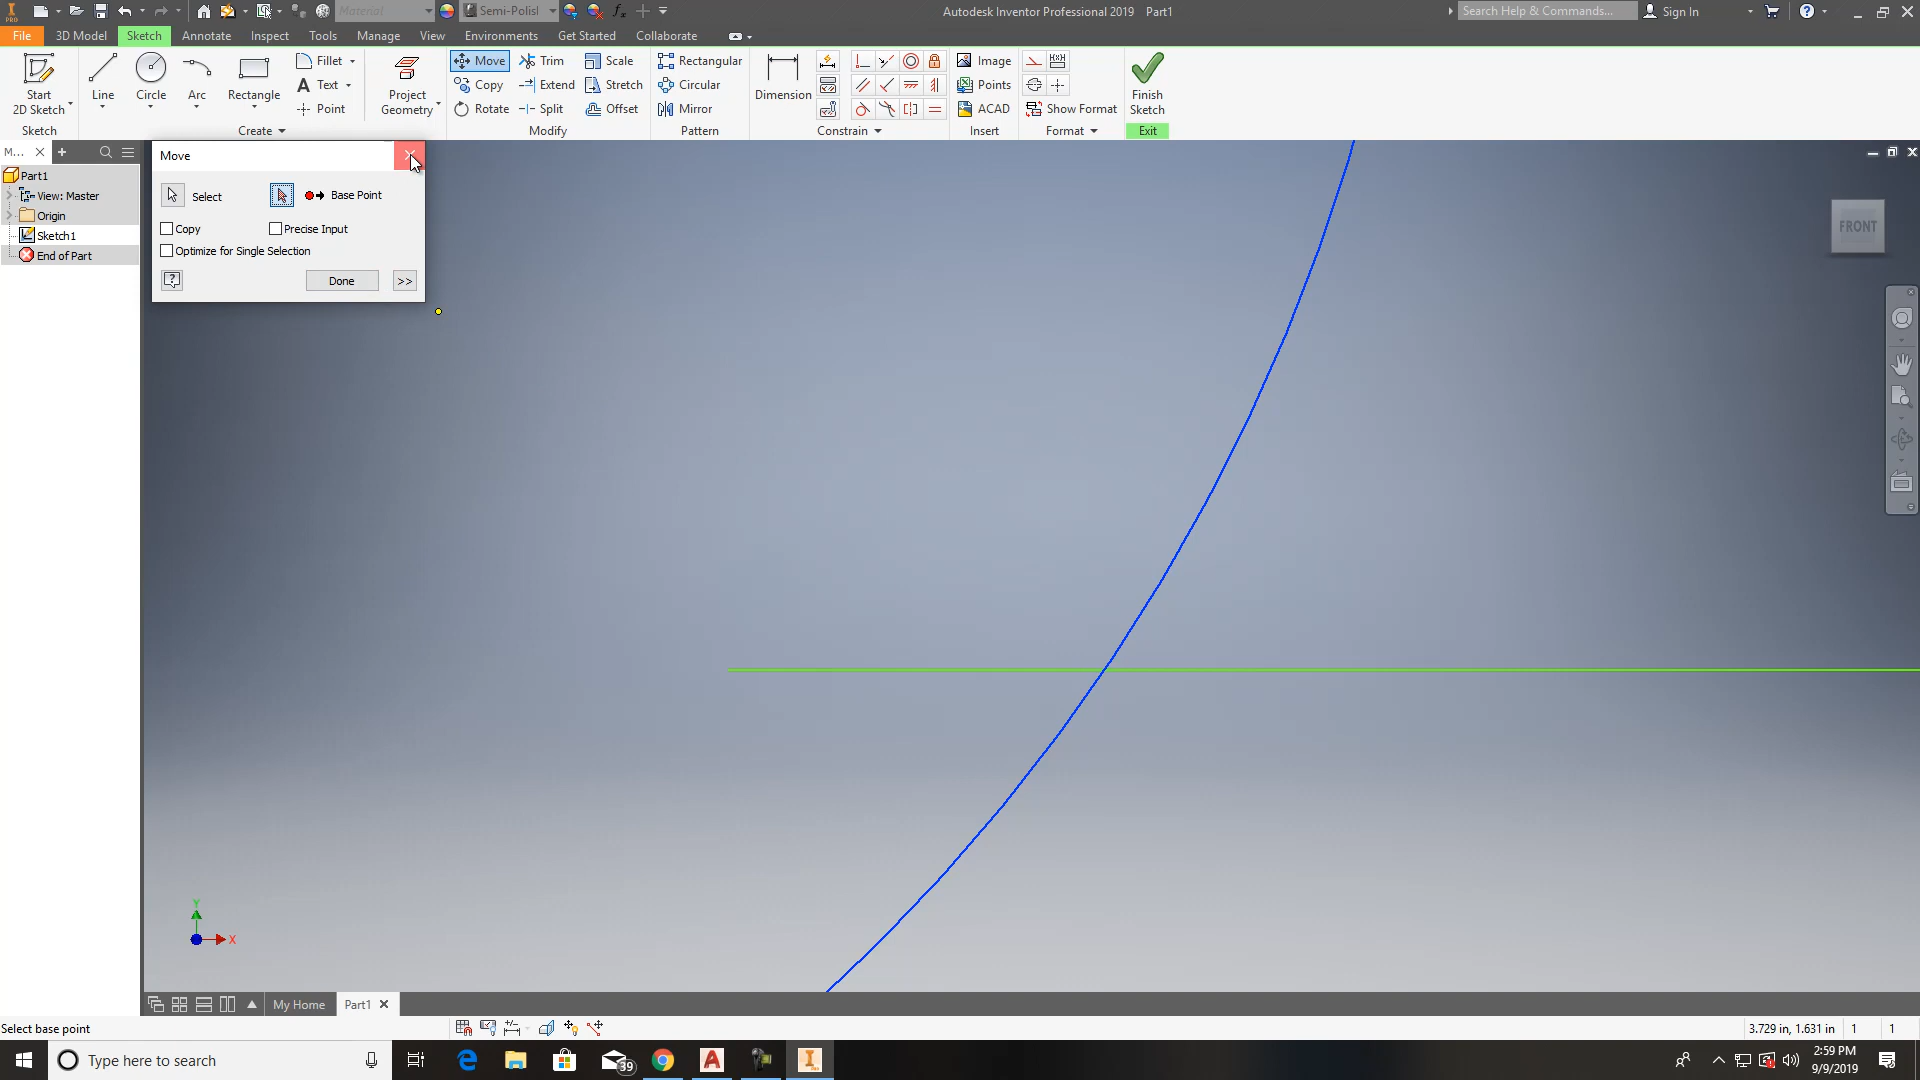 Material
Semi-Polisl
Autodesk Inventor Professional 2019 Part1
Search Help & Commands...
Sign In
File
3D Model
Sketch
Annotate
Inspect
Tools
Manage
View
Environments
Get Started
Collaborate
Start
2D Sketch
Line
Circle
Arc
Rectangle
Fillet
Text
Point
Project
Geometry
Move
Copy
Rotate
Trim
Extend
Split
Scale
Stretch
Offset
Rectangular
Circular
Mirror
Dimension
Image
Points
ACAD
Show Format
Finish
Sketch
Sketch
Create
Modify
Pattern
Constrain
Insert
Format
Exit
M...
Part1
View: Master
Origin
Sketch1
End of Part
Move
Select
Base Point
Copy
Precise Input
Optimize for Single Selection
Done
>>
FRONT
Y
X
My Home
Part1
Select base point
3.729 in, 1.631 in
1
1
Type here to search
39
2:59 PM
9/9/2019